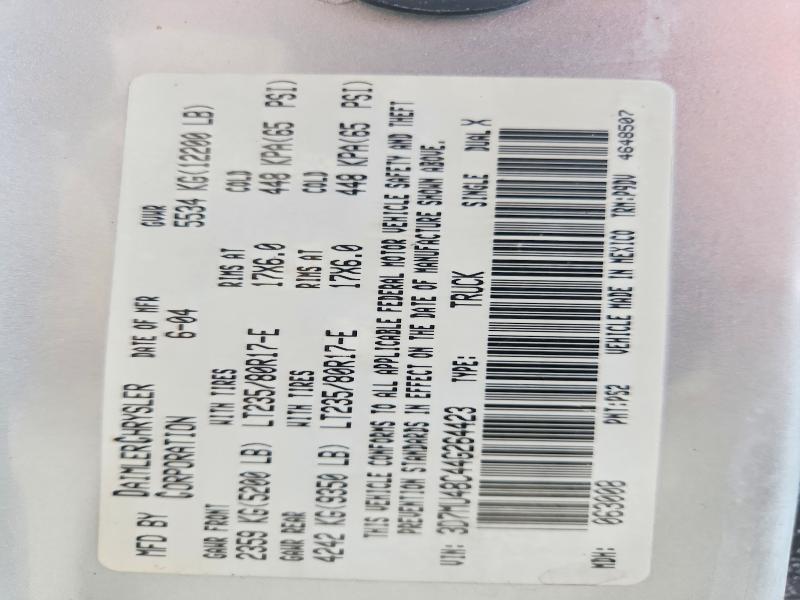 MFD BY DAIMLERCHRYSLER CORPORATION DATE OF MFR 6-04 GVWR 5534 KG(12200 LB)
GAWR FRONT WITH TIRES RIMS AT COLD
2359 KG(5200 LB) LT235/80R17-E 17X6.0 448 KPA(65 PSI)
GAWR REAR WITH TIRES RIMS AT COLD
4242 KG(9350 LB) LT235/80R17-E 17X6.0 448 KPA(65 PSI)
THIS VEHICLE CONFORMS TO ALL APPLICABLE FEDERAL MOTOR VEHICLE SAFETY AND THEFT
PREVENTION STANDARDS IN EFFECT ON THE DATE OF MANUFACTURE SHOWN ABOVE.
VIN: 3D7MU48C44G264423 TYPE: TRUCK SINGLE DUAL X
MDH: 063008 PNT:PS2 VEHICLE MADE IN MEXICO TRM:P9DV 4648507